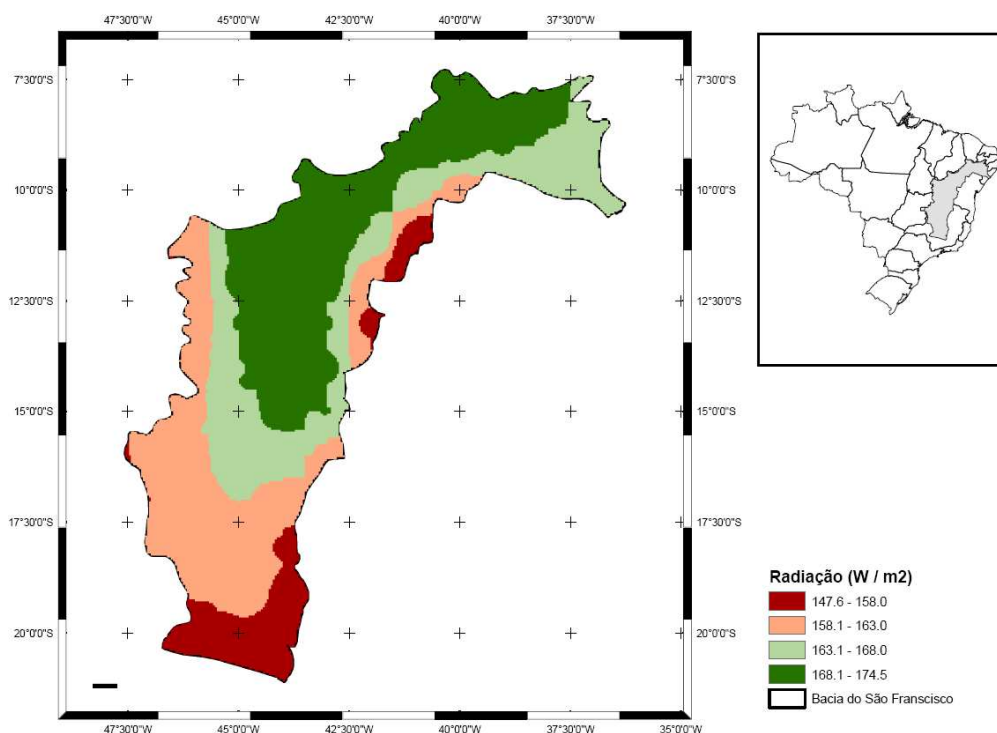 47°30'0"W 45°0'0"W 42°30'0"W 40°0'0"W 37°30'0"W
7°30'0"S 7°30'0"S
10°0'0"S 10°0'0"S
12°30'0"S 12°30'0"S
15°0'0"S 15°0'0"S
17°30'0"S 17°30'0"S
20°0'0"S 20°0'0"S
47°30'0"W 45°0'0"W 42°30'0"W 40°0'0"W 37°30'0"W 35°0'0"W
Radiação (W / m2)
147.6 - 158.0
158.1 - 163.0
163.1 - 168.0
168.1 - 174.5
Bacia do São Franscisco